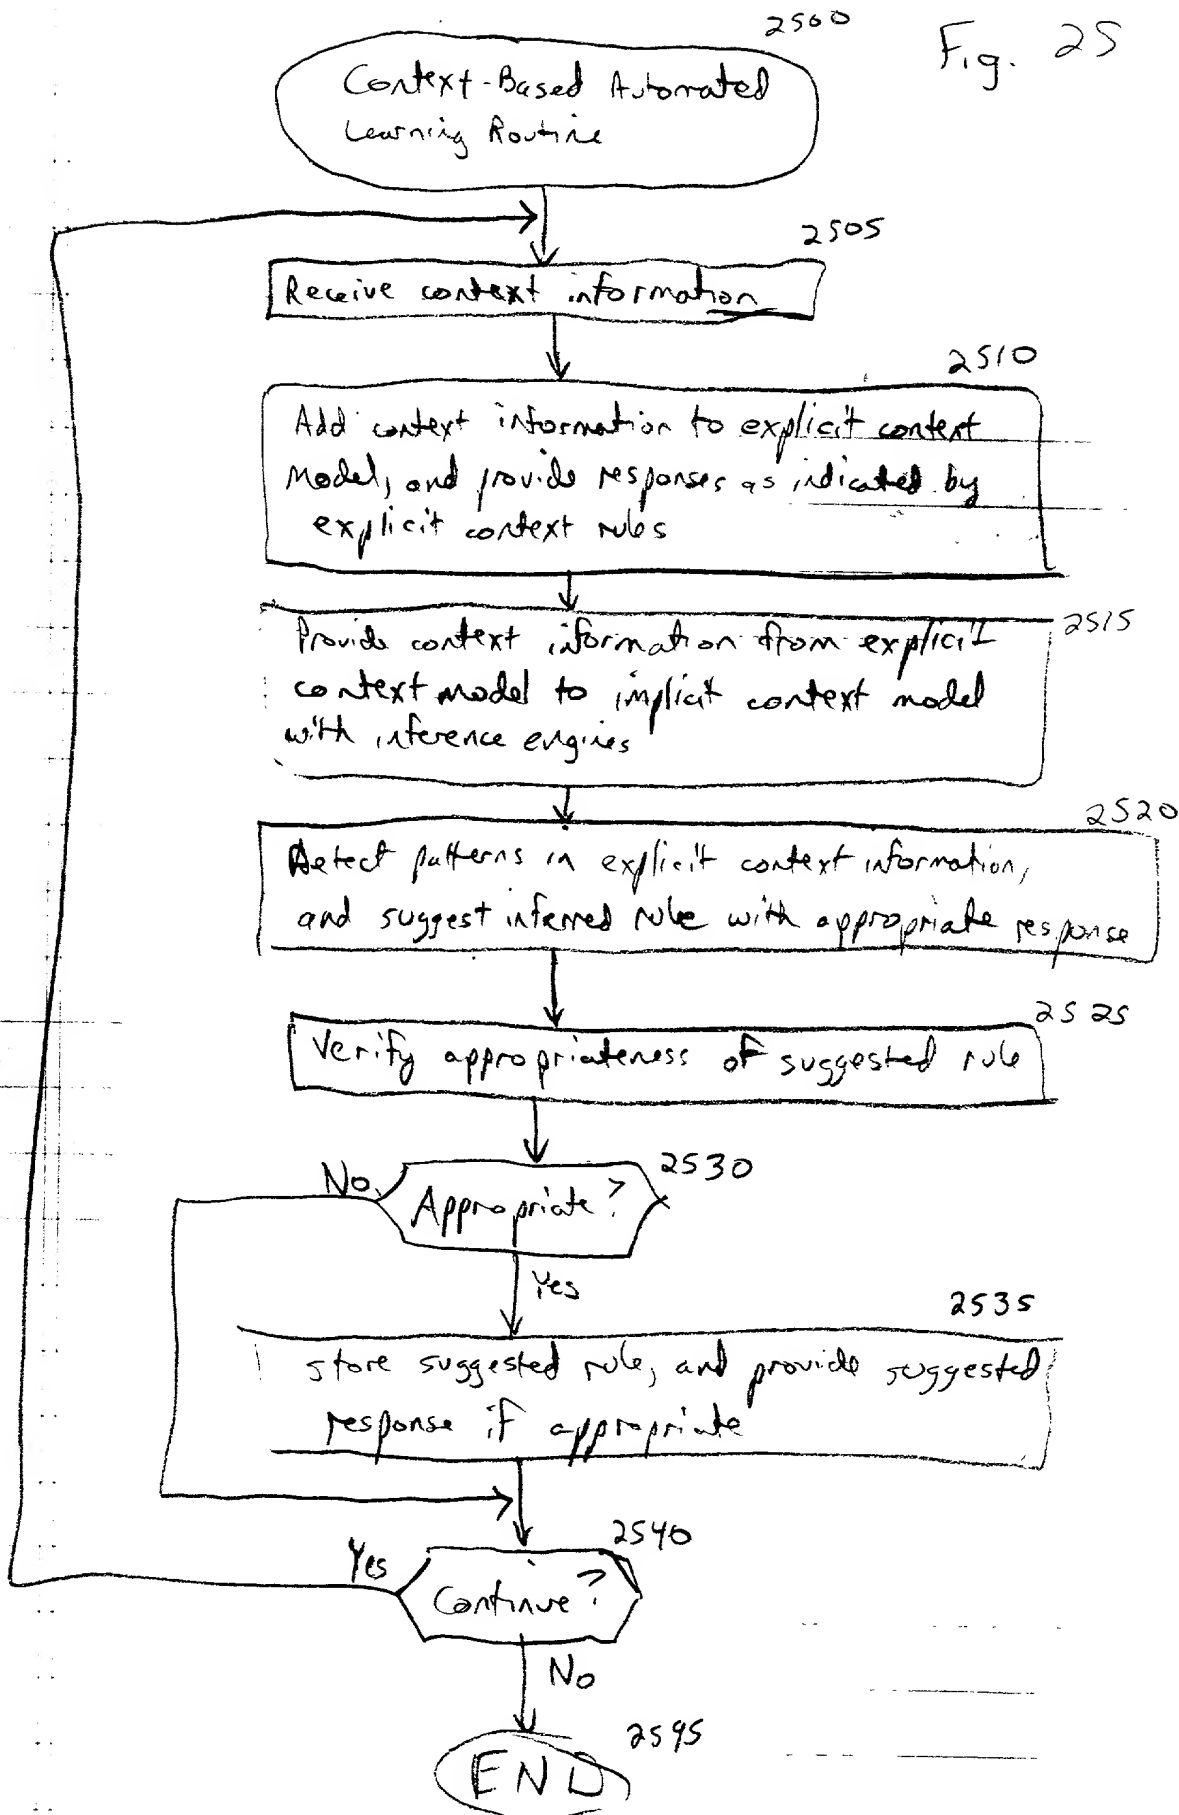 2500
Fig. 25
Context-Based Automated
Learning Routine
2505
Receive context information
2510
Add context information to explicit context
Model, and provide responses as indicated by
explicit context rules
2515
Provide context information from explicit
context model to implicit context model
with inference engines
2520
Detect patterns in explicit context information,
and suggest inferred rule with appropriate response
2525
Verify appropriateness of suggested rule
2530
No
Appropriate?
Yes
2535
store suggested rule, and provide suggested
response if appropriate
2540
Yes
Continue?
No
2595
END